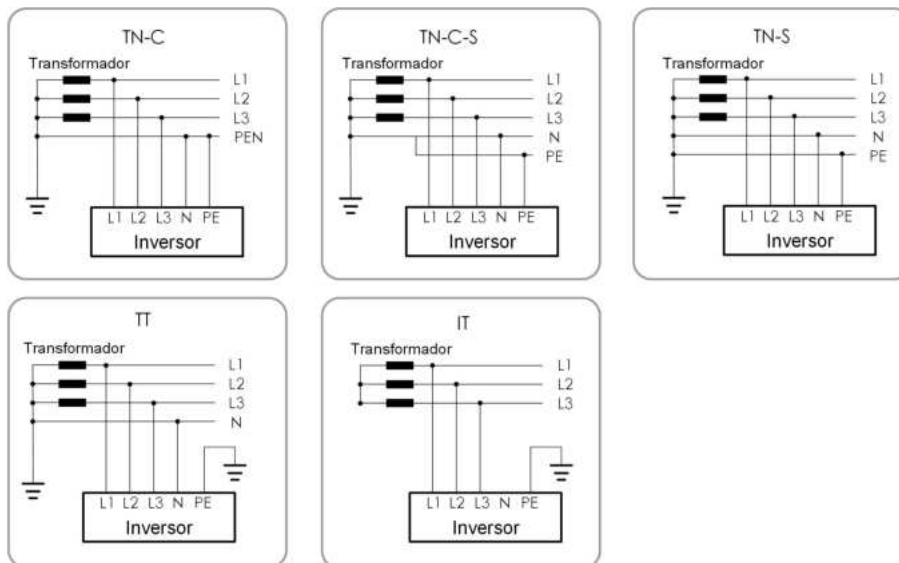 TN-C
Transformador
L1
L2
L3
PEN
L1 L2 L3 N PE
Inversor
TN-C-S
Transformador
L1
L2
L3
N
PE
L1 L2 L3 N PE
Inversor
TN-S
Transformador
L1
L2
L3
N
PE
L1 L2 L3 N PE
Inversor
TT
Transformador
L1
L2
L3
N
L1 L2 L3 N PE
Inversor
IT
Transformador
L1
L2
L3
L1 L2 L3 N PE
Inversor